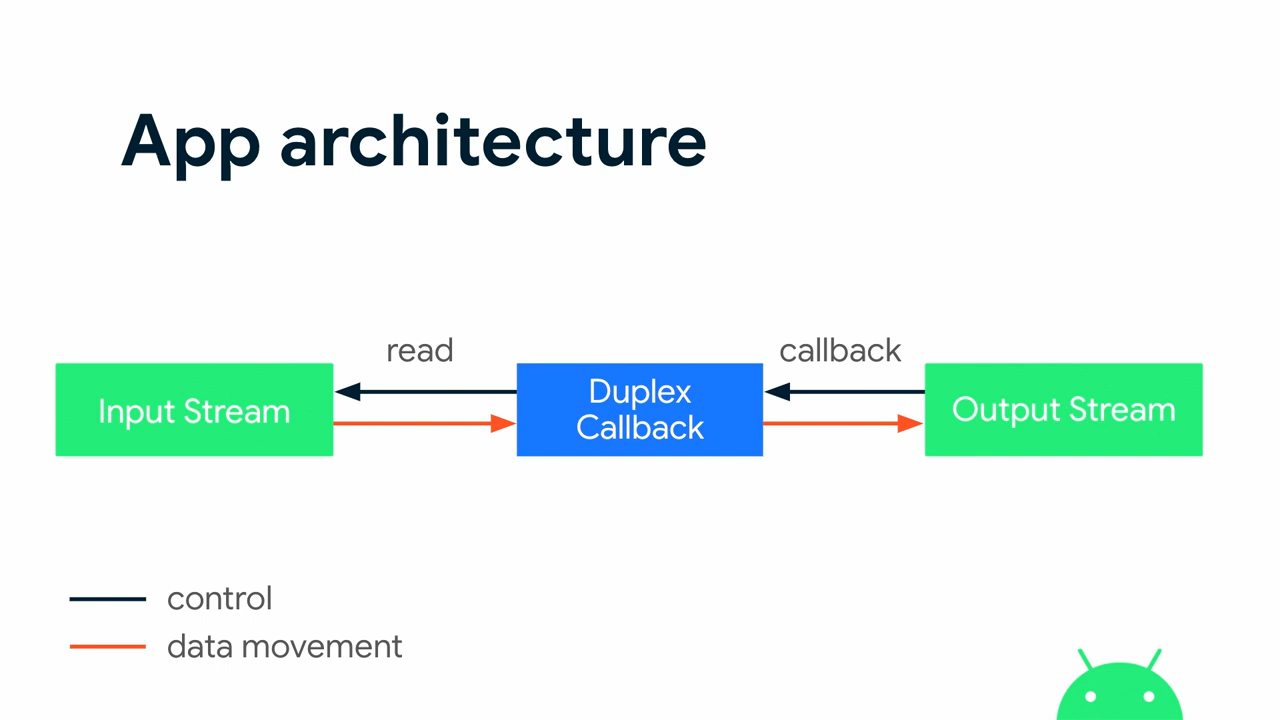 App architecture
read
callback
Input Stream
Duplex
Callback
Output Stream
control
data movement